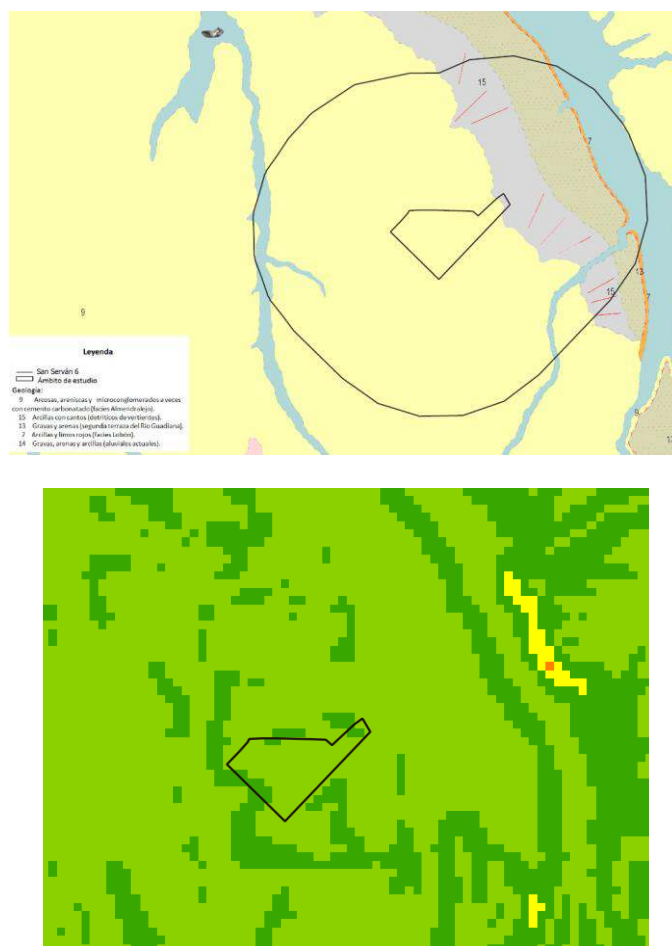 15
7
13
15
7
9
9
Leyenda
San Serván 6
Ámbito de estudio
Geología:
9 Arcosas, areniscas y microconglomerados a veces
con cemento carbonatado (facies Almendralejo).
15 Arcillas con cantos (detríticos de vertientes).
13 Gravas y arenas (segunda terraza del Río Guadiana).
7 Arcillas y limos rojos (facies Lobón).
14 Gravas, arenas y arcillas (aluviales actuales).